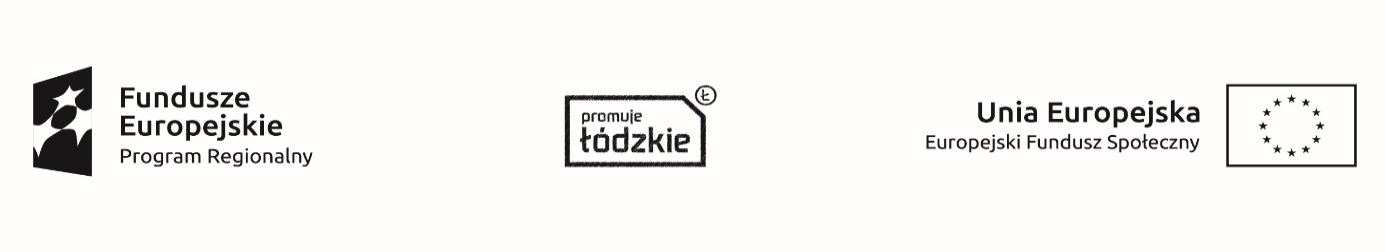 Fundusze
Europejskie
Program Regionalny
Ł
promuje
łódzkie
Unia Europejska
Europejski Fundusz Społeczny